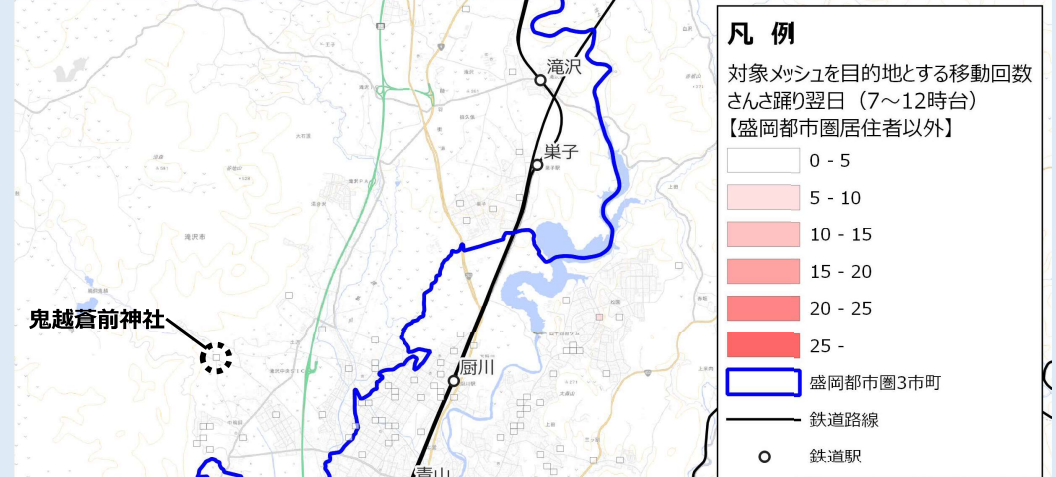 凡 例
対象メッシュを目的地とする移動回数
さんさ踊り翌日（7～12時台）
【盛岡都市圏居住者以外】
0 - 5
5 - 10
10 - 15
15 - 20
20 - 25
25 -
盛岡都市圏3市町
鉄道路線
鉄道駅
滝沢
巣子
滝沢市
鬼越蒼前神社
厨川
青山